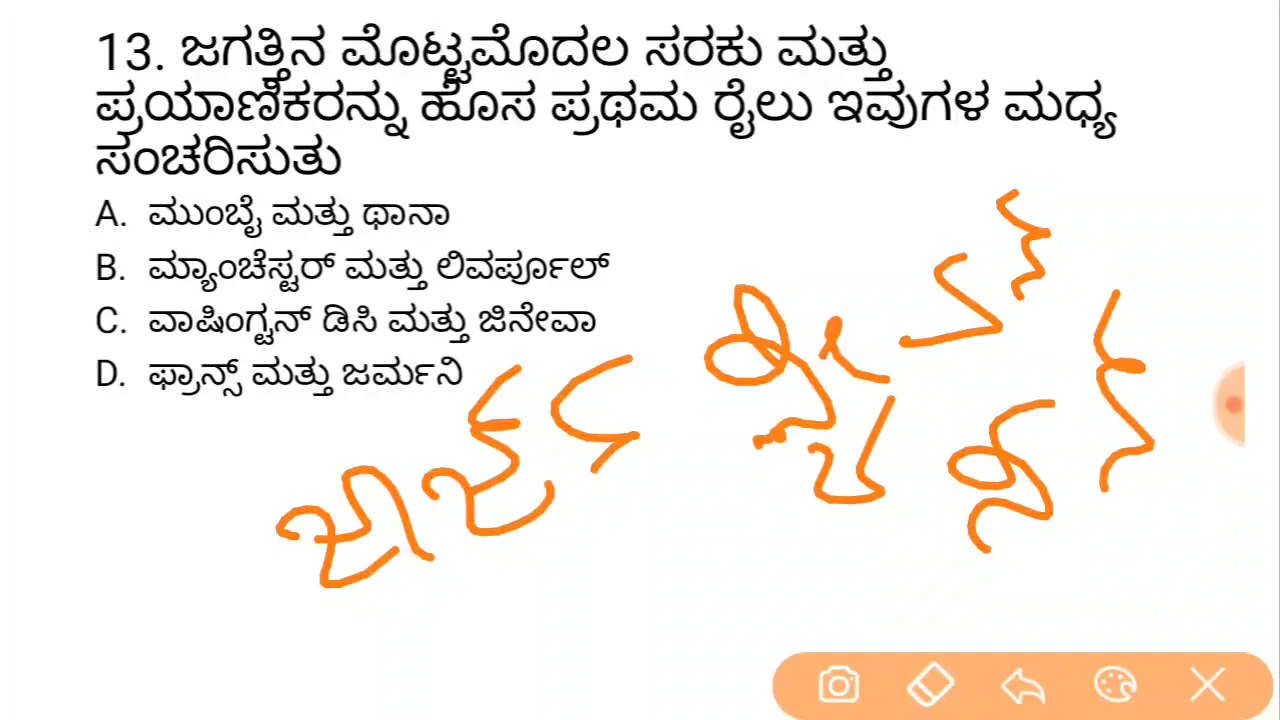 13. ಜಗತ್ತಿನ ಮೊಟ್ಟಮೊದಲ ಸರಕು ಮತ್ತು
ಪ್ರಯಾಣಿಕರನ್ನು ಹೊಸ ಪ್ರಥಮ ರೈಲು ಇವುಗಳ ಮಧ್ಯ
ಸಂಚರಿಸುತು
A. ಮುಂಬೈ ಮತ್ತು ಥಾನಾ
B. ಮ್ಯಾಂಚೆಸ್ಟರ್ ಮತ್ತು ಲಿವರ್ಪೂಲ್
C. ವಾಷಿಂಗ್ಟನ್ ಡಿಸಿ ಮತ್ತು ಜಿನೇವಾ
D. ಫ್ರಾನ್ಸ್ ಮತ್ತು ಜರ್ಮನಿ